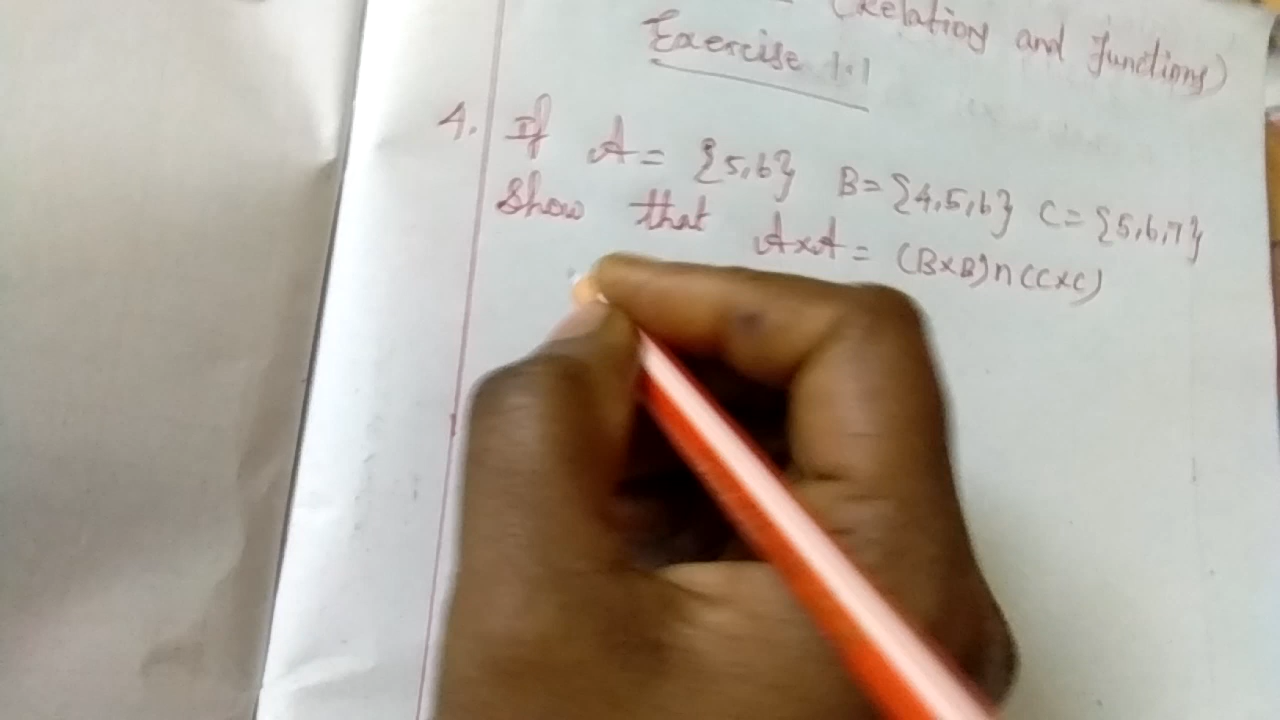 (Relation and functions)
Exercise 1.1
4. If A = {5,6} B = {4,5,6} C = {5,6,7}
Show that A×A = (B×B)∩(C×C)